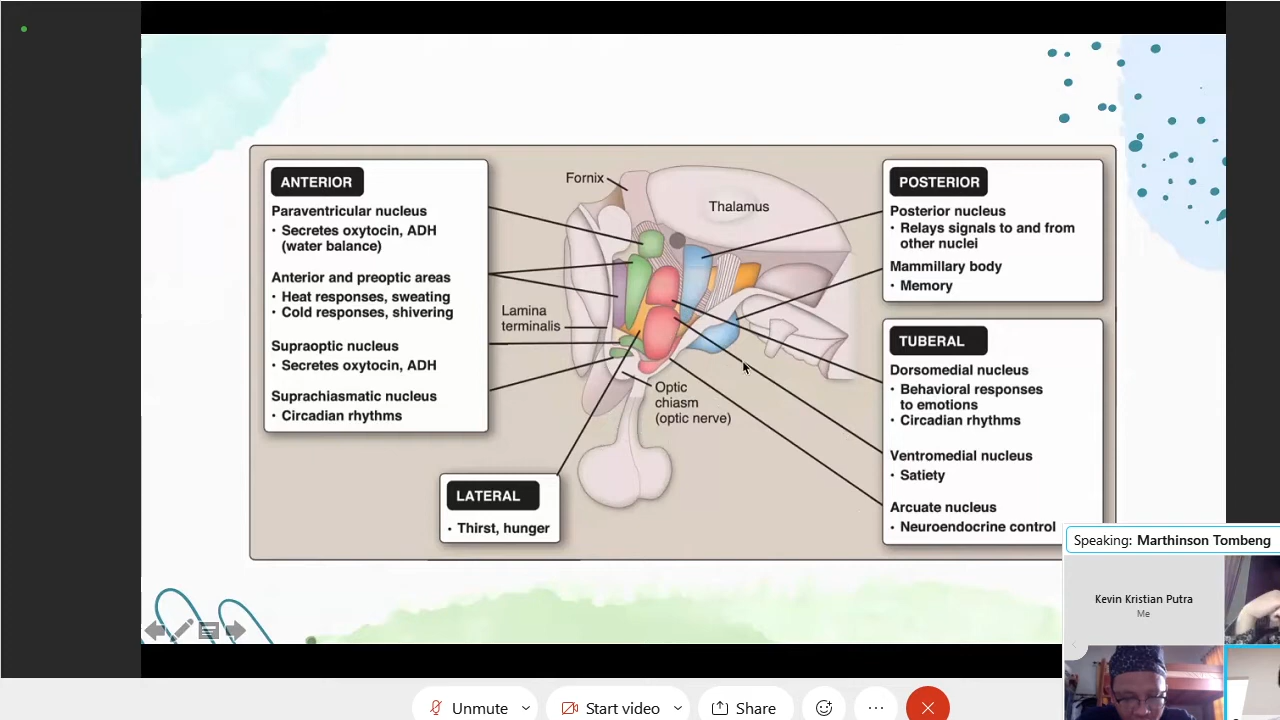 ANTERIOR
Paraventricular nucleus
· Secretes oxytocin, ADH
(water balance)
Anterior and preoptic areas
· Heat responses, sweating
· Cold responses, shivering
Supraoptic nucleus
· Secretes oxytocin, ADH
Suprachiasmatic nucleus
· Circadian rhythms
Fornix
Thalamus
Lamina
terminalis
Optic
chiasm
(optic nerve)
LATERAL
· Thirst, hunger
POSTERIOR
Posterior nucleus
· Relays signals to and from
other nuclei
Mammillary body
· Memory
TUBERAL
Dorsomedial nucleus
· Behavioral responses
to emotions
· Circadian rhythms
Ventromedial nucleus
· Satiety
Arcuate nucleus
· Neuroendocrine control
Speaking: Marthinson Tombeng
Kevin Kristian Putra
Me
Unmute
Start video
Share